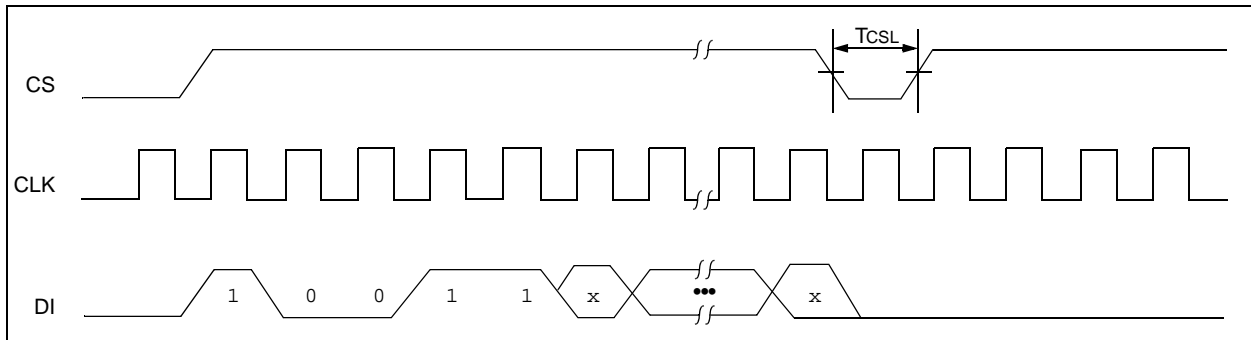 TCSL
CS
CLK
DI
1 0 0 1 1 x ••• x